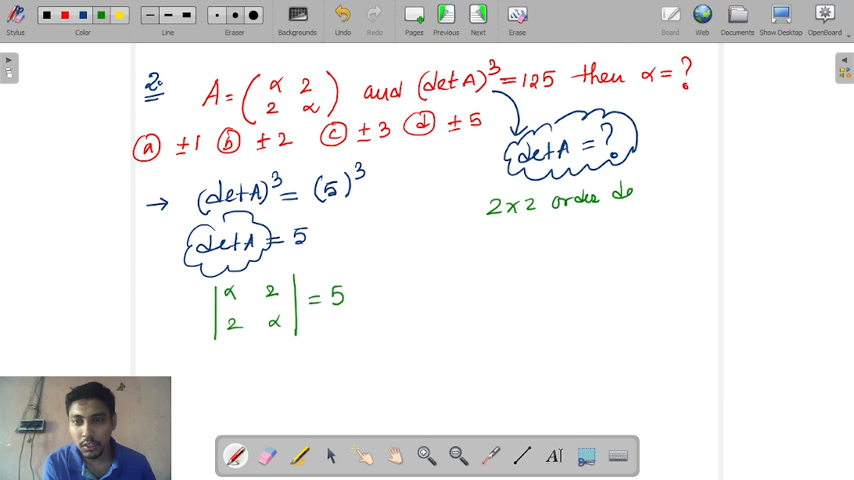 Stylus Color Line Eraser Backgrounds Pages Previous Next Erase Board Web Documents Show Desktop OpenBoard
2. A = ( α 2 ) and (det A)³ = 125 then α = ?
2 α
(a) ±1 (b) ±2 (c) ±3 (d) ±5
det A = ?
→ (det A)³ = (5)³
2×2 order de
det A = 5
| α 2 | = 5
| 2 α |